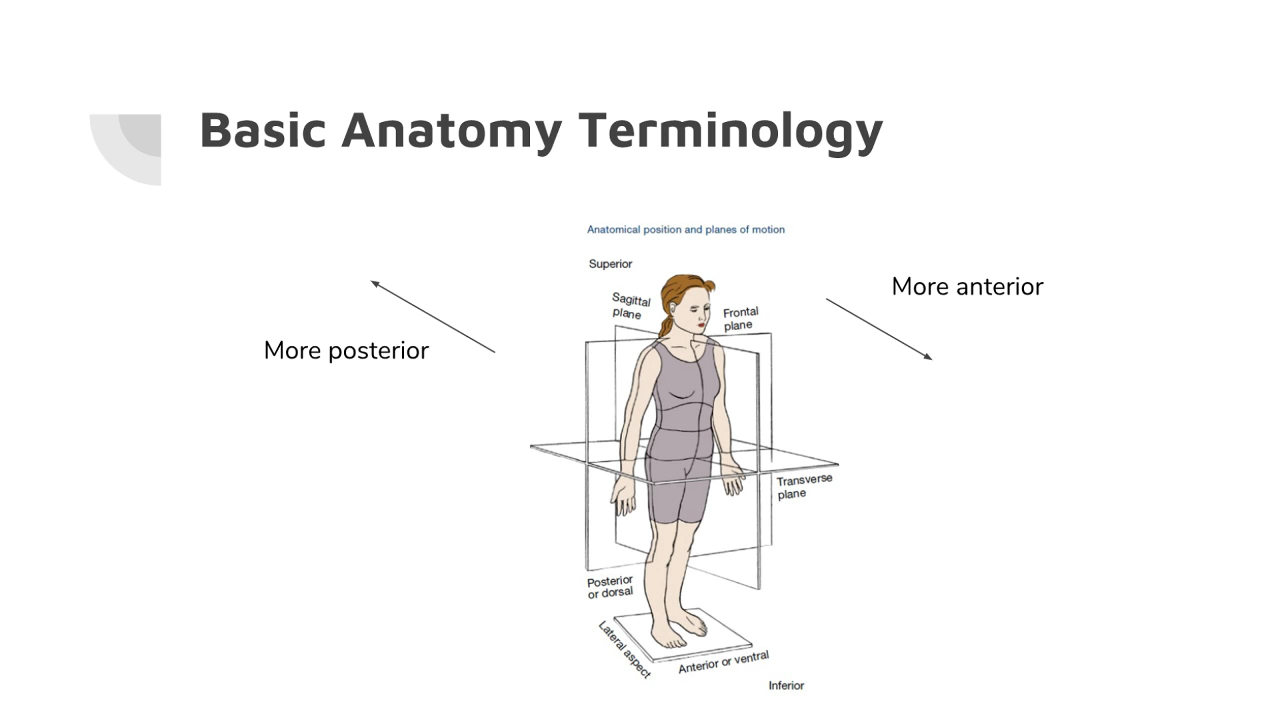 Basic Anatomy Terminology
Anatomical position and planes of motion
Superior
More anterior
Sagittal
plane
Frontal
plane
More posterior
Transverse
plane
Posterior
or dorsal
Lateral aspect
Anterior or ventral
Inferior